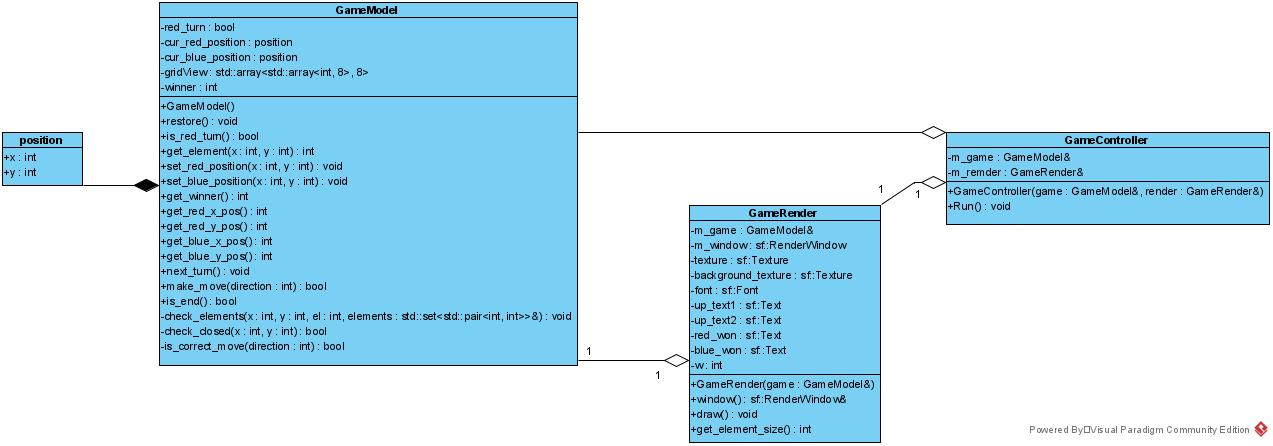 GameModel
-red_turn : bool
-cur_red_position : position
-cur_blue_position : position
-gridView : std::array<std::array<int, 8>, 8>
-winner : int
+GameModel()
+restore() : void
+is_red_turn() : bool
+get_element(x : int, y : int) : int
+set_red_position(x : int, y : int) : void
+set_blue_position(x : int, y : int) : void
+get_winner() : int
+get_red_x_pos() : int
+get_red_y_pos() : int
+get_blue_x_pos() : int
+get_blue_y_pos() : int
+next_turn() : void
+make_move(direction : int) : bool
+is_end() : bool
-check_elements(x : int, y : int, el : int, elements : std::set<std::pair<int, int>>&) : void
-check_closed(x : int, y : int) : bool
-is_correct_move(direction : int) : bool
position
+x : int
+y : int
GameController
-m_game : GameModel&
-m_remder : GameRender&
+GameController(game : GameModel&, render : GameRender&)
+Run() : void
1
1
GameRender
-m_game : GameModel&
-m_window : sf::RenderWindow
-texture : sf::Texture
-background_texture : sf::Texture
-font : sf::Font
-up_text1 : sf::Text
-up_text2 : sf::Text
-red_won : sf::Text
-blue_won : sf::Text
-w : int
+GameRender(game : GameModel&)
+window() : sf::RenderWindow&
+draw() : void
+get_element_size() : int
1
1
Powered By Visual Paradigm Community Edition